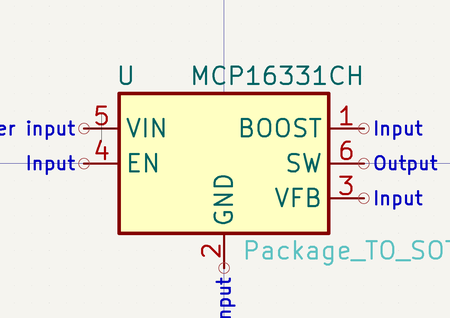 U MCP16331CH
er input 5 VIN BOOST 1 Input
Input 4 EN SW 6 Output
VFB 3 Input
GND
2 Package_TO_SOT
nput